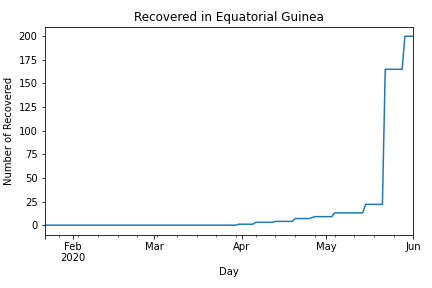 Recovered in Equatorial Guinea
Number of Recovered
200
175
150
125
100
75
50
25
0
Feb
2020
Mar
Apr
May
Jun
Day